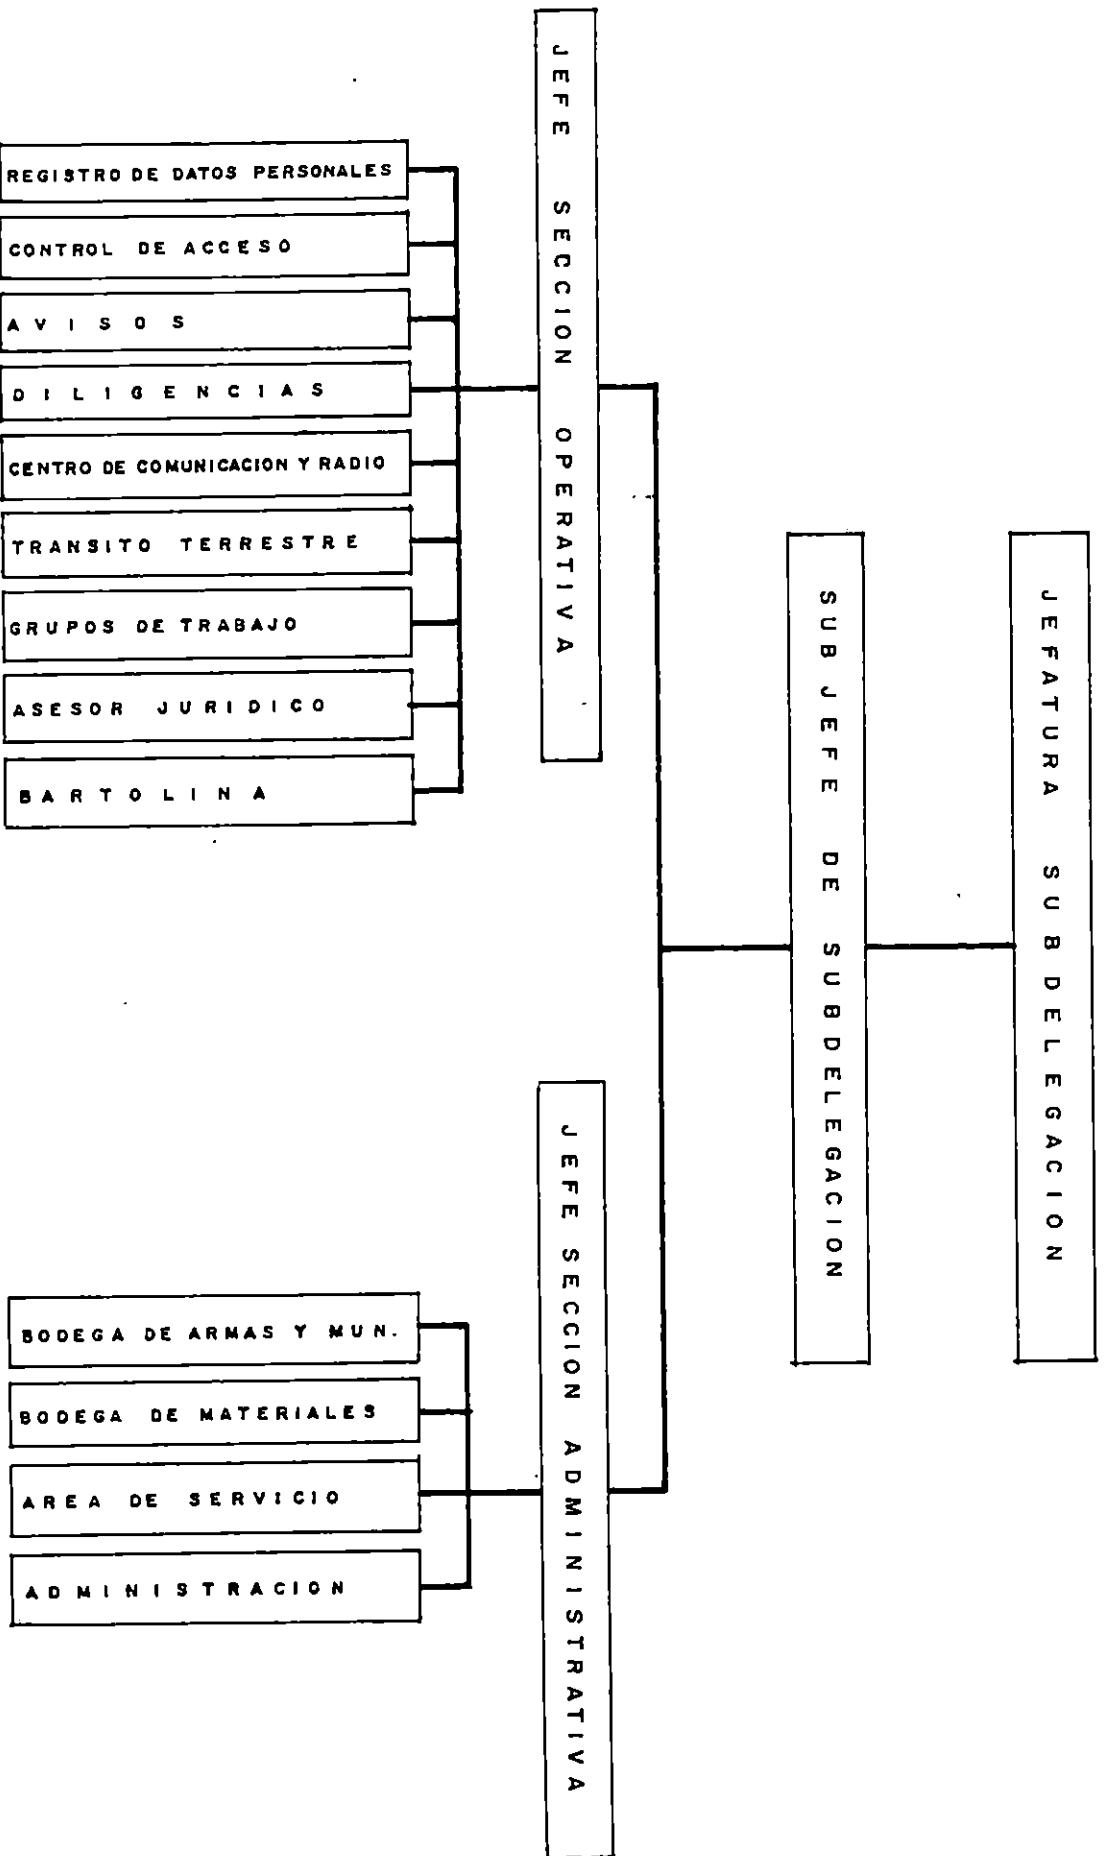 JEFATURA SUBDELEGACION
SUB JEFE DE SUBDELEGACION
JEFE SECCION OPERATIVA
REGISTRO DE DATOS PERSONALES
CONTROL DE ACCESO
AVISOS
DILIGENCIAS
CENTRO DE COMUNICACION Y RADIO
TRANSITO TERRESTRE
GRUPOS DE TRABAJO
ASESOR JURIDICO
BARTOLINA
JEFE SECCION ADMINISTRATIVA
BODEGA DE ARMAS Y MUN.
BODEGA DE MATERIALES
AREA DE SERVICIO
ADMINISTRACION